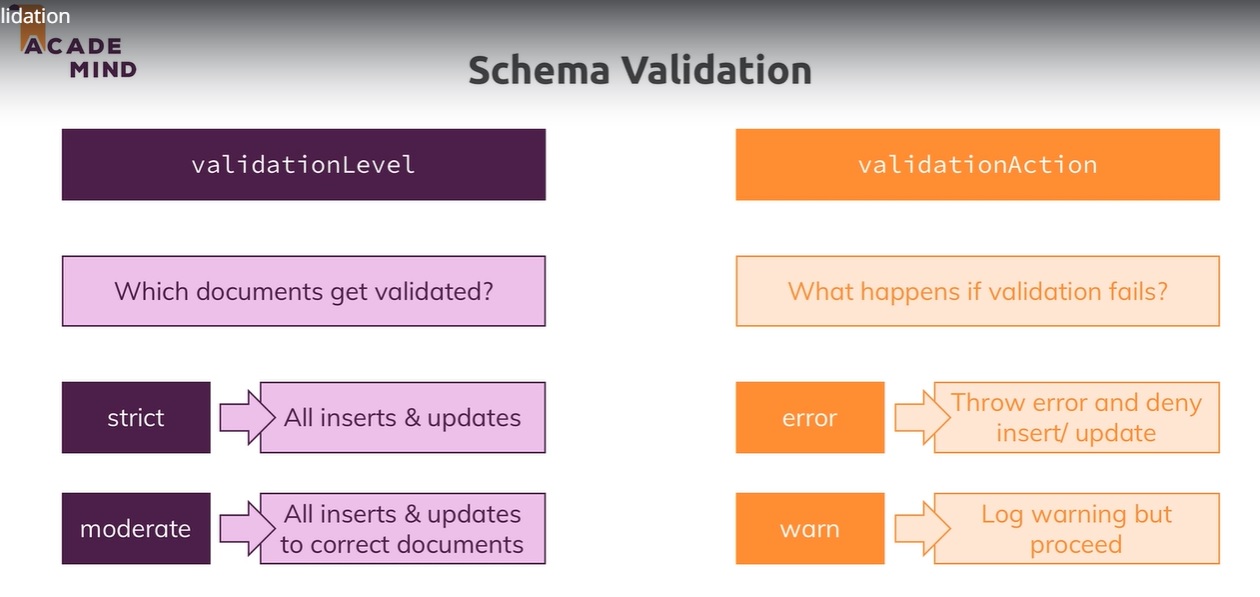 lidation
ACADE
MIND
Schema Validation
validationLevel
Which documents get validated?
strict
All inserts & updates
moderate
All inserts & updates
to correct documents
validationAction
What happens if validation fails?
error
Throw error and deny
insert/ update
warn
Log warning but
proceed